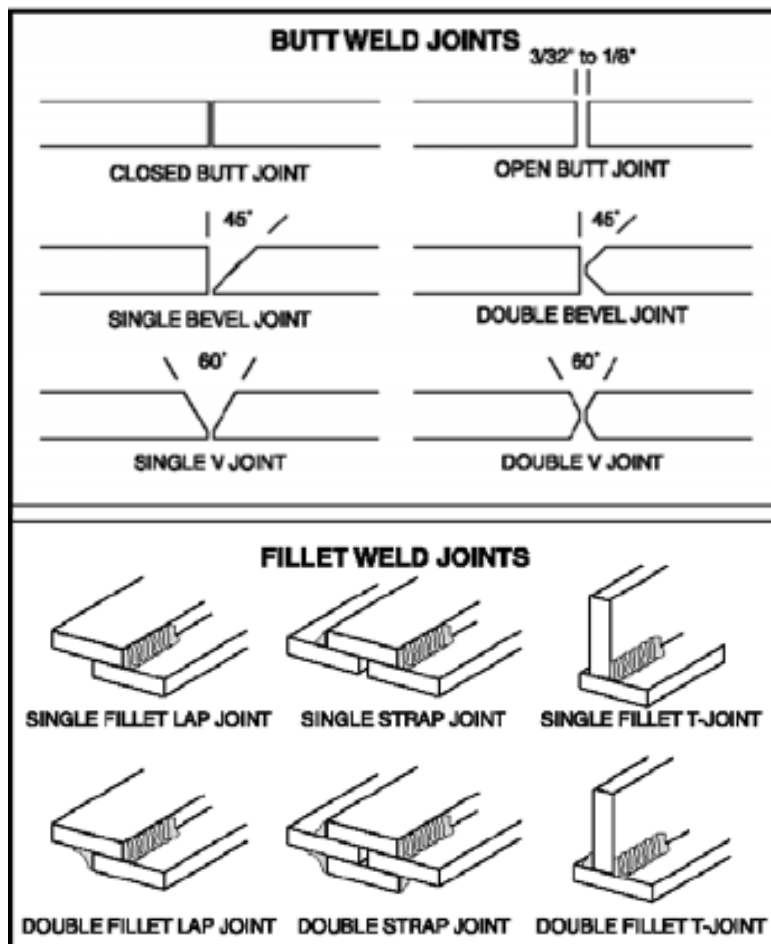 BUTT WELD JOINTS
3/32" to 1/8"
CLOSED BUTT JOINT
OPEN BUTT JOINT
45°
45°
SINGLE BEVEL JOINT
DOUBLE BEVEL JOINT
60°
60°
SINGLE V JOINT
DOUBLE V JOINT
FILLET WELD JOINTS
SINGLE FILLET LAP JOINT
SINGLE STRAP JOINT
SINGLE FILLET T-JOINT
DOUBLE FILLET LAP JOINT
DOUBLE STRAP JOINT
DOUBLE FILLET T-JOINT